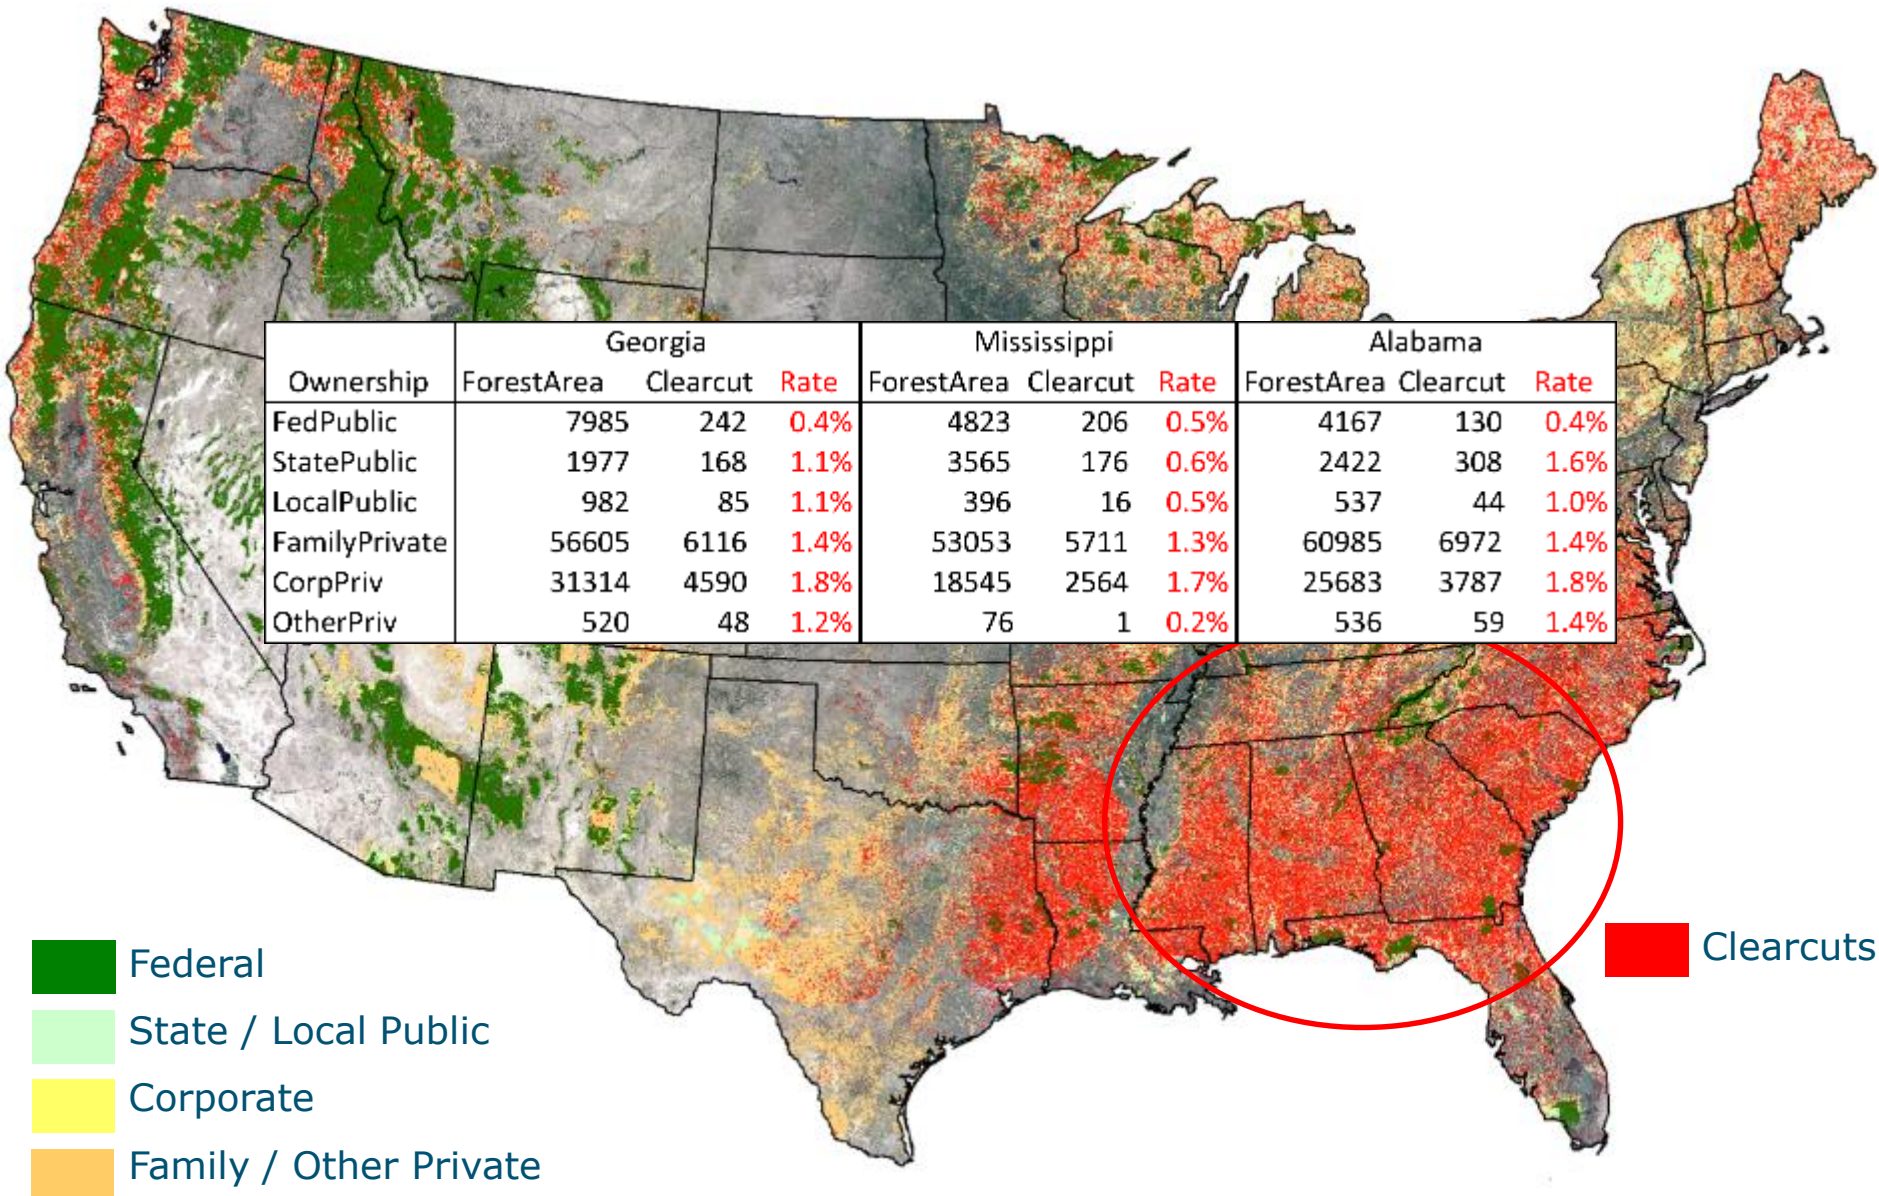 Georgia Mississippi Alabama
Ownership ForestArea Clearcut Rate ForestArea Clearcut Rate ForestArea Clearcut Rate
FedPublic 7985 242 0.4% 4823 206 0.5% 4167 130 0.4%
StatePublic 1977 168 1.1% 3565 176 0.6% 2422 308 1.6%
LocalPublic 982 85 1.1% 396 16 0.5% 537 44 1.0%
FamilyPrivate 56605 6116 1.4% 53053 5711 1.3% 60985 6972 1.4%
CorpPriv 31314 4590 1.8% 18545 2564 1.7% 25683 3787 1.8%
OtherPriv 520 48 1.2% 76 1 0.2% 536 59 1.4%
Clearcuts
Federal
State / Local Public
Corporate
Family / Other Private